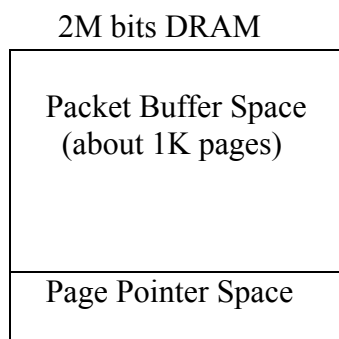 2M bits DRAM
Packet Buffer Space
(about 1K pages)
Page Pointer Space